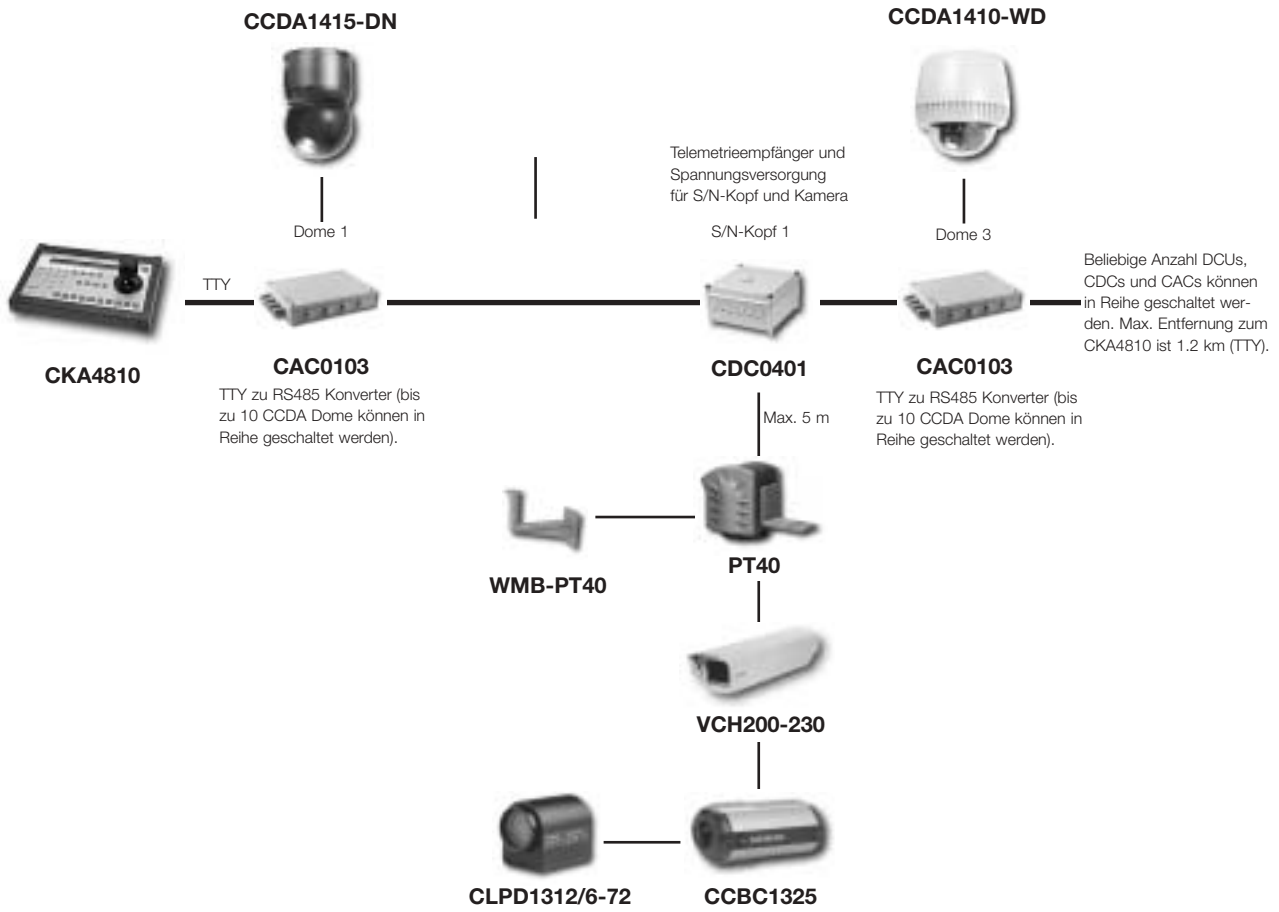 CCDA1415-DN
CCDA1410-WD
Telemetrieempfänger und
Spannungsversorgung
für S/N-Kopf und Kamera
Dome 1
S/N-Kopf 1
Dome 3
TTY
Beliebige Anzahl DCUs,
CDCs und CACs können
in Reihe geschaltet wer-
den. Max. Entfernung zum
CKA4810 ist 1.2 km (TTY).
CKA4810
CAC0103
TTY zu RS485 Konverter (bis
zu 10 CCDA Dome können in
Reihe geschaltet werden).
CDC0401
CAC0103
TTY zu RS485 Konverter (bis
zu 10 CCDA Dome können in
Reihe geschaltet werden).
Max. 5 m
WMB-PT40
PT40
VCH200-230
CLPD1312/6-72
CCBC1325